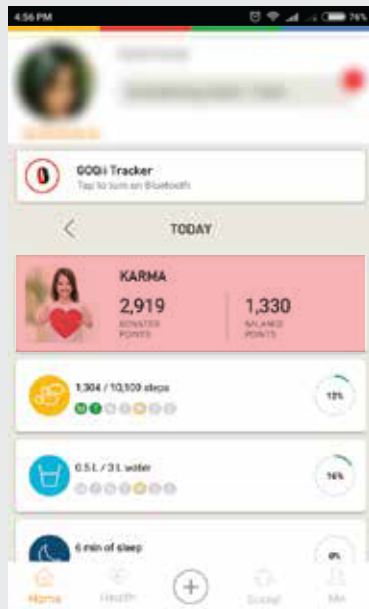 4:56 PM 76%
GOQii Tracker
Tap to turn on Bluetooth
TODAY
KARMA
2,919 1,330
DONATED BALANCE
POINTS POINTS
1,304 / 10,100 steps
12%
0.5 L / 3 L water
16%
6 min of sleep
0%
Home Health Social Me